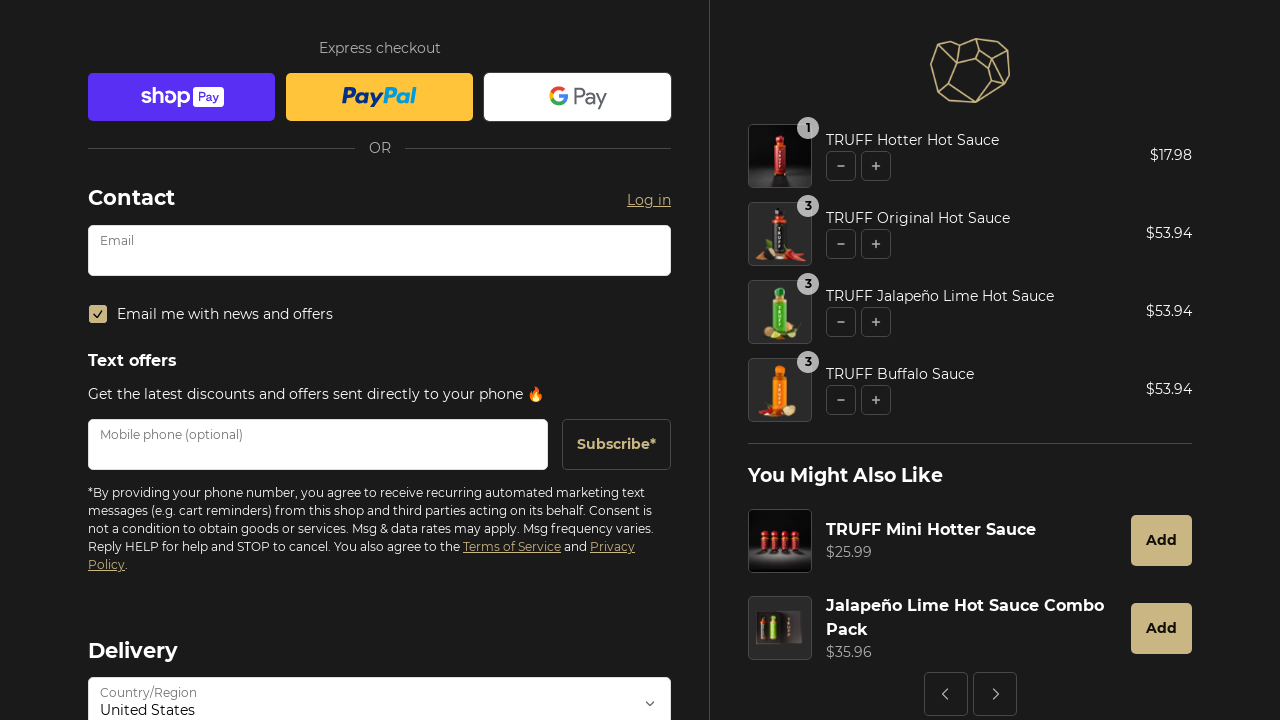 Express checkout
shop Pay
PayPal
G Pay
OR
Contact
Log in
Email
Email me with news and offers
Text offers
Get the latest discounts and offers sent directly to your phone 🔥
Mobile phone (optional)
Subscribe*
*By providing your phone number, you agree to receive recurring automated marketing text
messages (e.g. cart reminders) from this shop and third parties acting on its behalf. Consent is
not a condition to obtain goods or services. Msg & data rates may apply. Msg frequency varies.
Reply HELP for help and STOP to cancel. You also agree to the Terms of Service and Privacy
Policy.
Delivery
Country/Region
United States
1
TRUFF Hotter Hot Sauce
$17.98
3
TRUFF Original Hot Sauce
$53.94
3
TRUFF Jalapeño Lime Hot Sauce
$53.94
3
TRUFF Buffalo Sauce
$53.94
You Might Also Like
TRUFF Mini Hotter Sauce
$25.99
Add
Jalapeño Lime Hot Sauce Combo
Pack
$35.96
Add